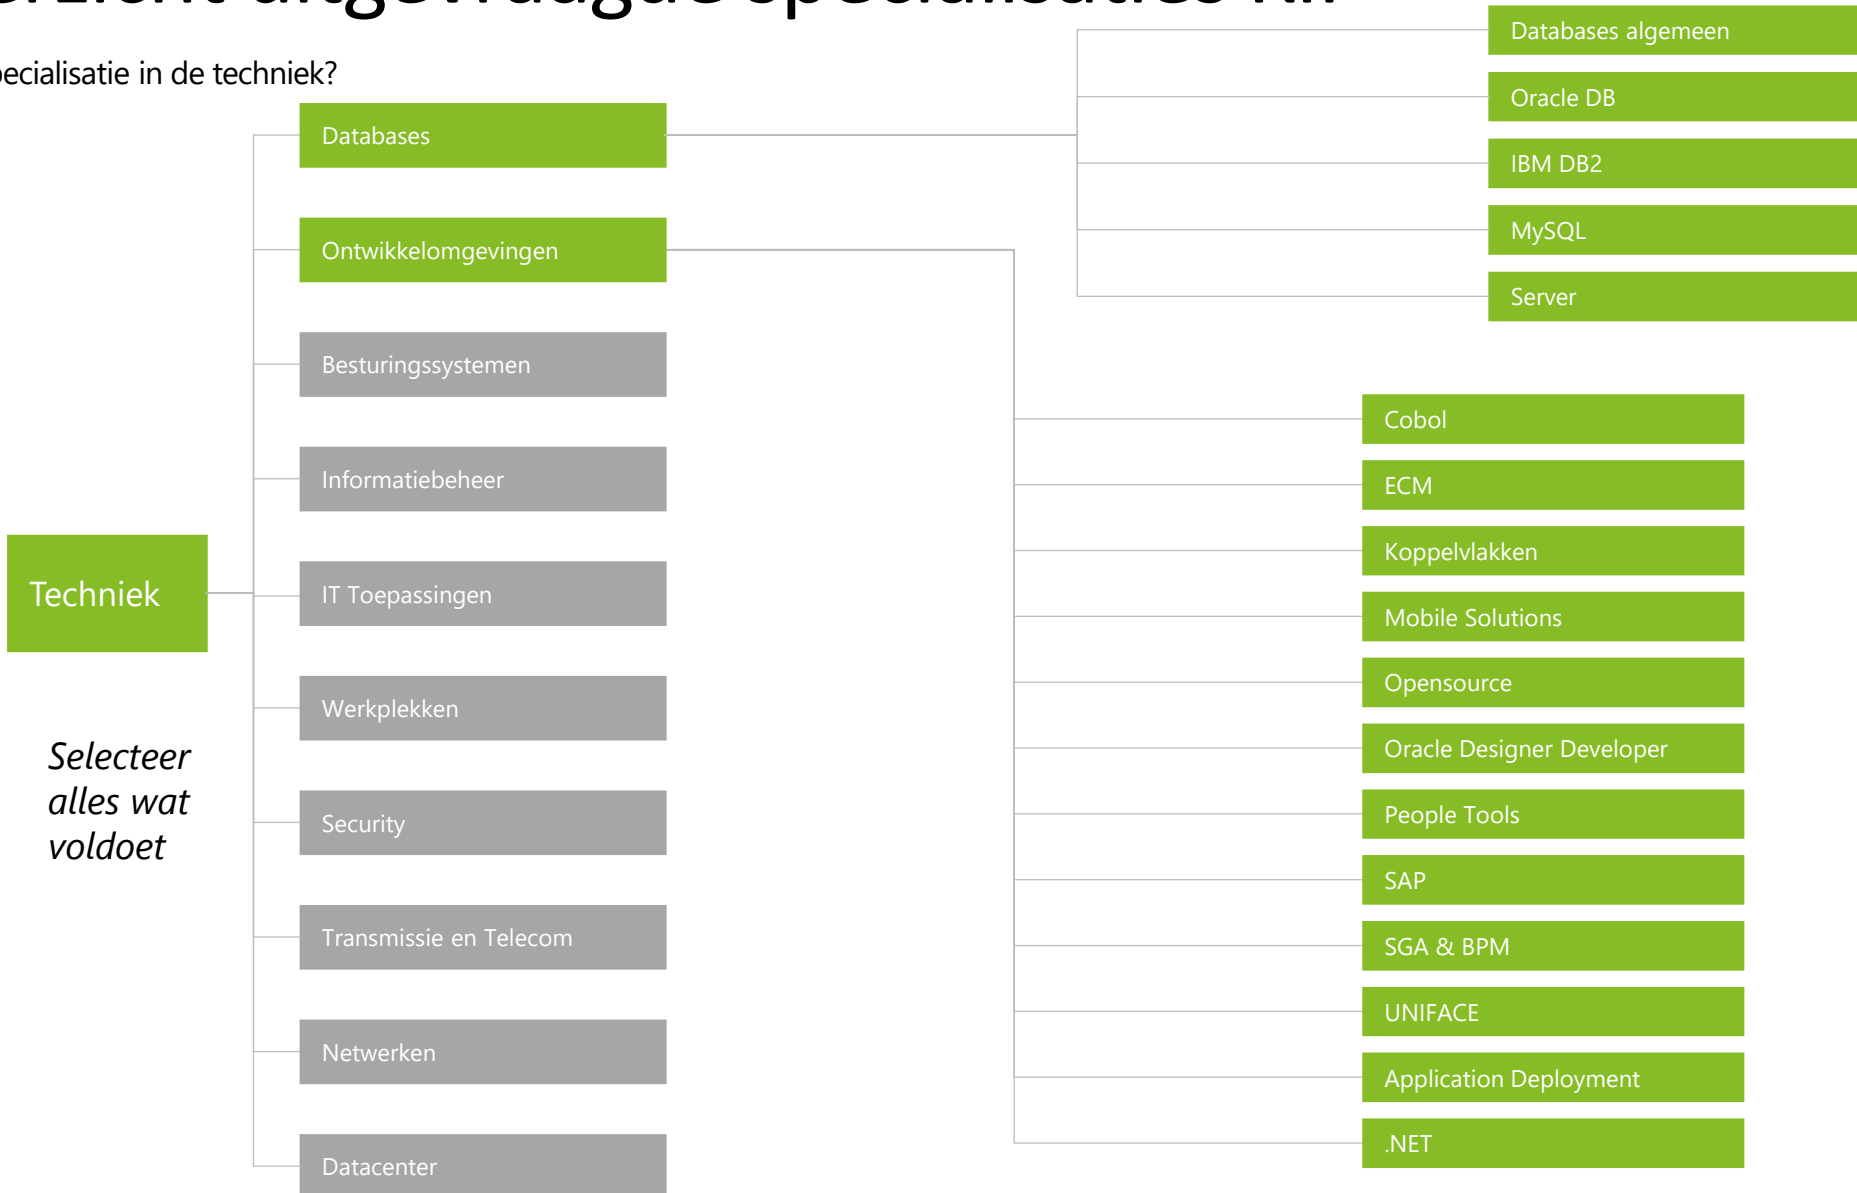 specialisatie in de techniek?
Databases
Ontwikkelomgevingen
Besturingssystemen
Informatiebeheer
IT Toepassingen
Werkplekken
Security
Transmissie en Telecom
Netwerken
Datacenter
Techniek
Selecteer
alles wat
voldoet
Databases algemeen
Oracle DB
IBM DB2
MySQL
Server
Cobol
ECM
Koppelvlakken
Mobile Solutions
Opensource
Oracle Designer Developer
People Tools
SAP
SGA & BPM
UNIFACE
Application Deployment
.NET